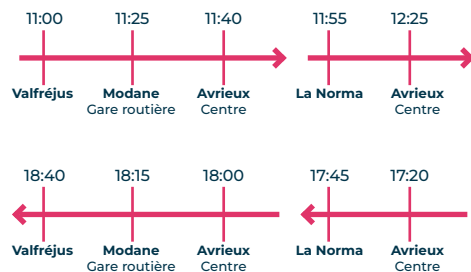 11:00 11:25 11:40 11:55 12:25
Valfréjus Modane Avrieux La Norma Avrieux
Gare routière Centre Centre
18:40 18:15 18:00 17:45 17:20
Valfréjus Modane Avrieux La Norma Avrieux
Gare routière Centre Centre